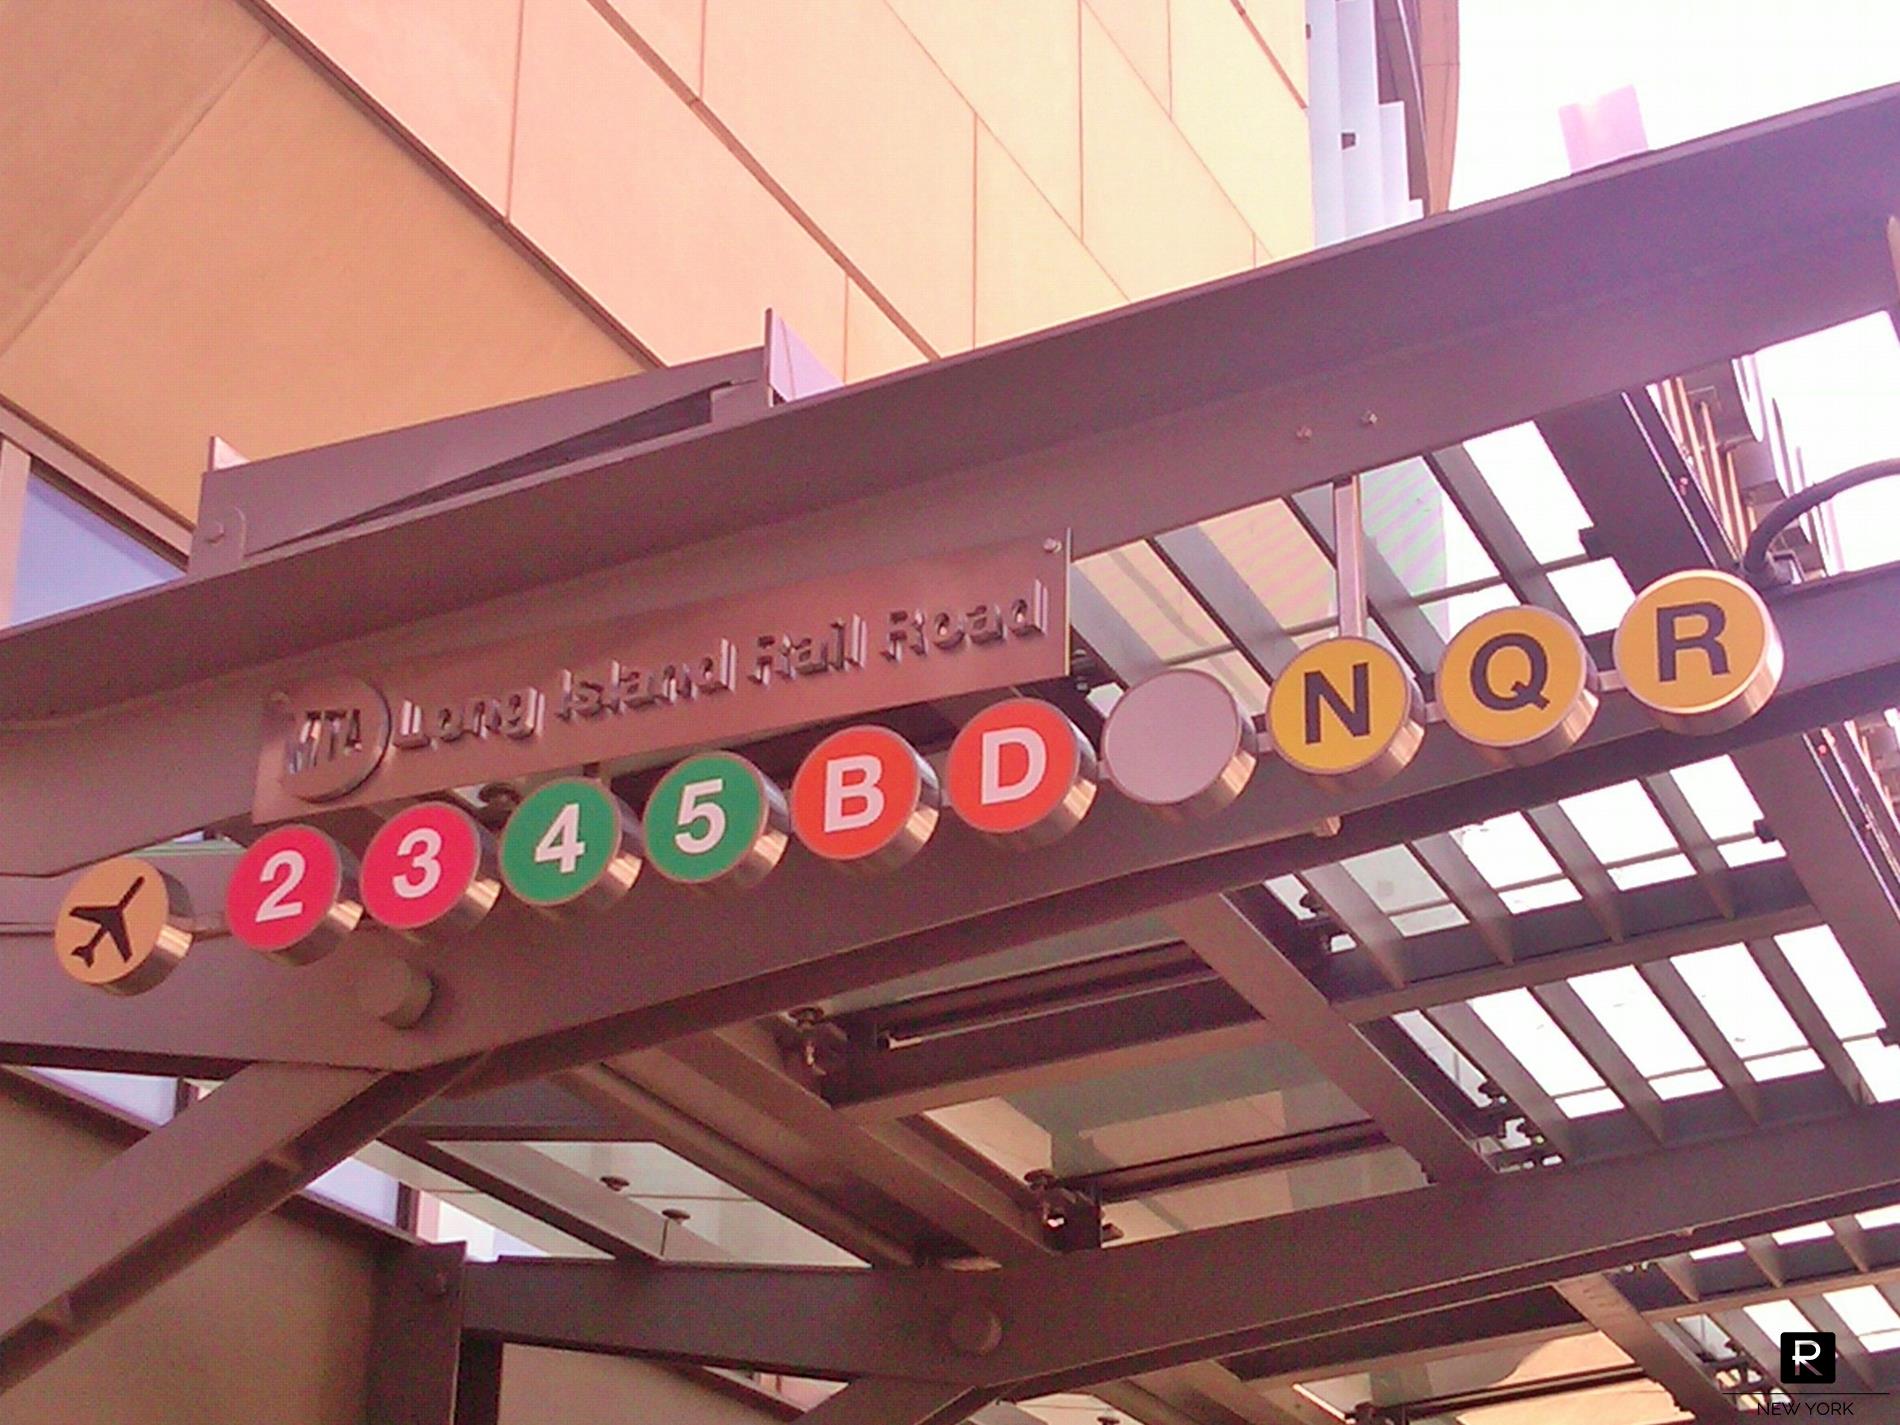 MTA Long Island Rail Road
2 3 4 5 B D N Q R
R
NEW YORK